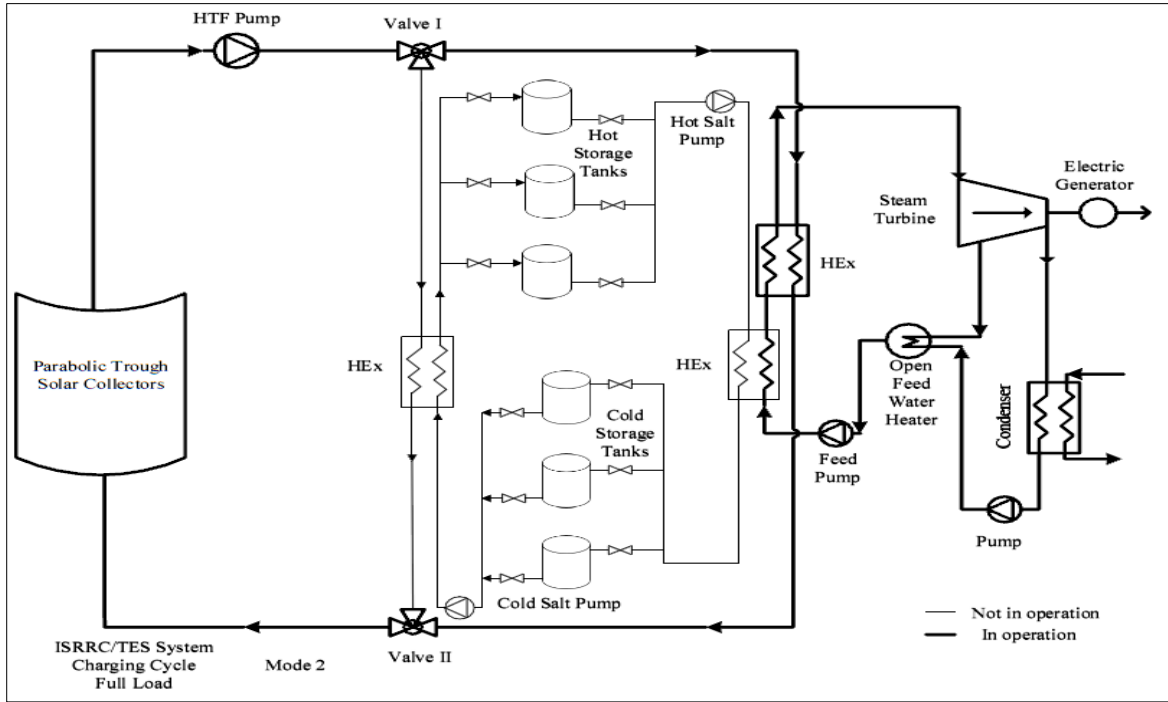 HTF Pump
Valve I
Hot
Storage
Tanks
Hot Salt
Pump
Electric
Generator
Steam
Turbine
HEx
HEx
HEx
Parabolic Trough
Solar Collectors
Open
Feed
Water
Heater
Condenser
Cold
Storage
Tanks
Feed
Pump
Pump
Cold Salt Pump
Valve II
ISRRC/TES System
Charging Cycle
Full Load
Mode 2
Not in operation
In operation